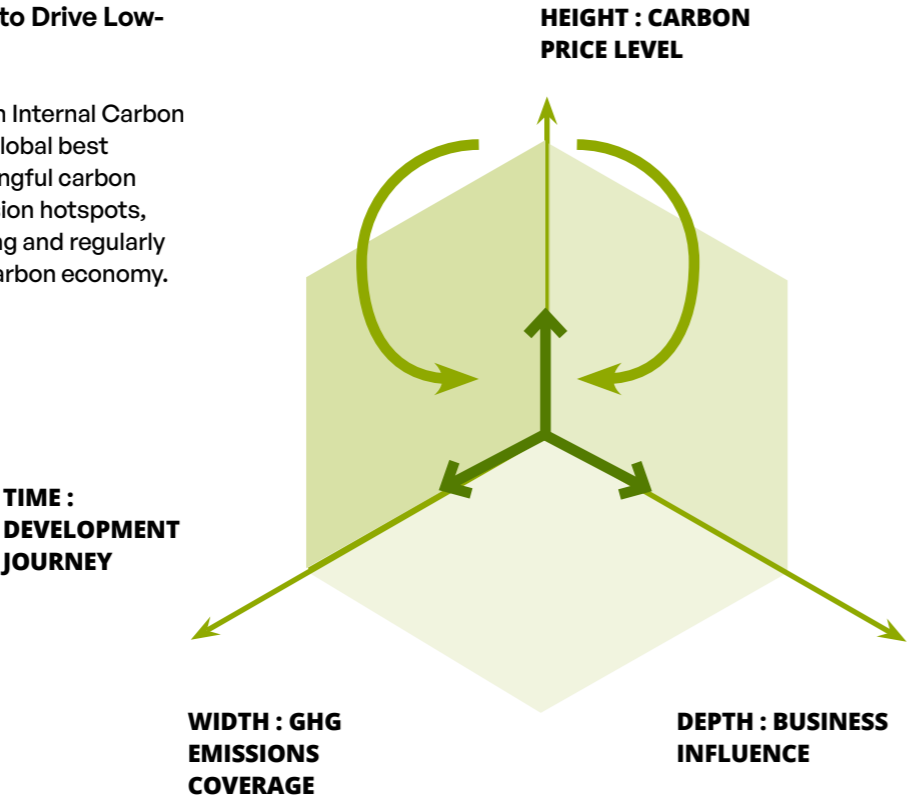 to Drive Low-
n Internal Carbon
lobal best
ngful carbon
sion hotspots,
ng and regularly
arbon economy.
HEIGHT : CARBON
PRICE LEVEL
TIME :
DEVELOPMENT
JOURNEY
WIDTH : GHG
EMISSIONS
COVERAGE
DEPTH : BUSINESS
INFLUENCE